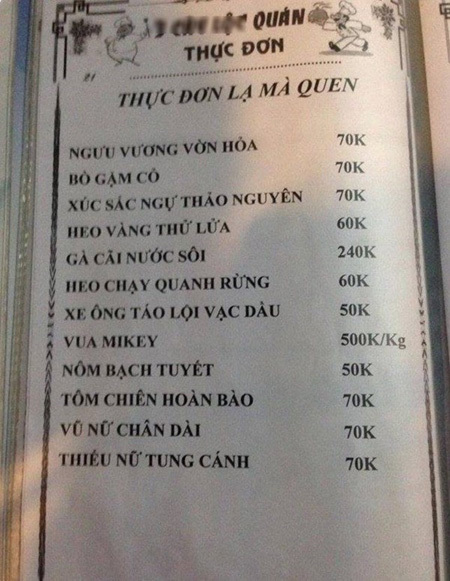 QUÁN
THỰC ĐƠN
21
THỰC ĐƠN LẠ MÀ QUEN
NGƯU VƯƠNG VỜN HỎA 70K
BÒ GẶM CỎ 70K
XÚC SẮC NGỰ THẢO NGUYÊN 70K
HEO VÀNG THỬ LỬA 60K
GÀ CÃI NƯỚC SÔI 240K
HEO CHẠY QUANH RỪNG 60K
XE ÔNG TÁO LỘI VẠC DẦU 50K
VUA MIKEY 500K/Kg
NÔM BẠCH TUYẾT 50K
TÔM CHIÊN HOÀN BÀO 70K
VŨ NỮ CHÂN DÀI 70K
THIẾU NỮ TUNG CÁNH 70K